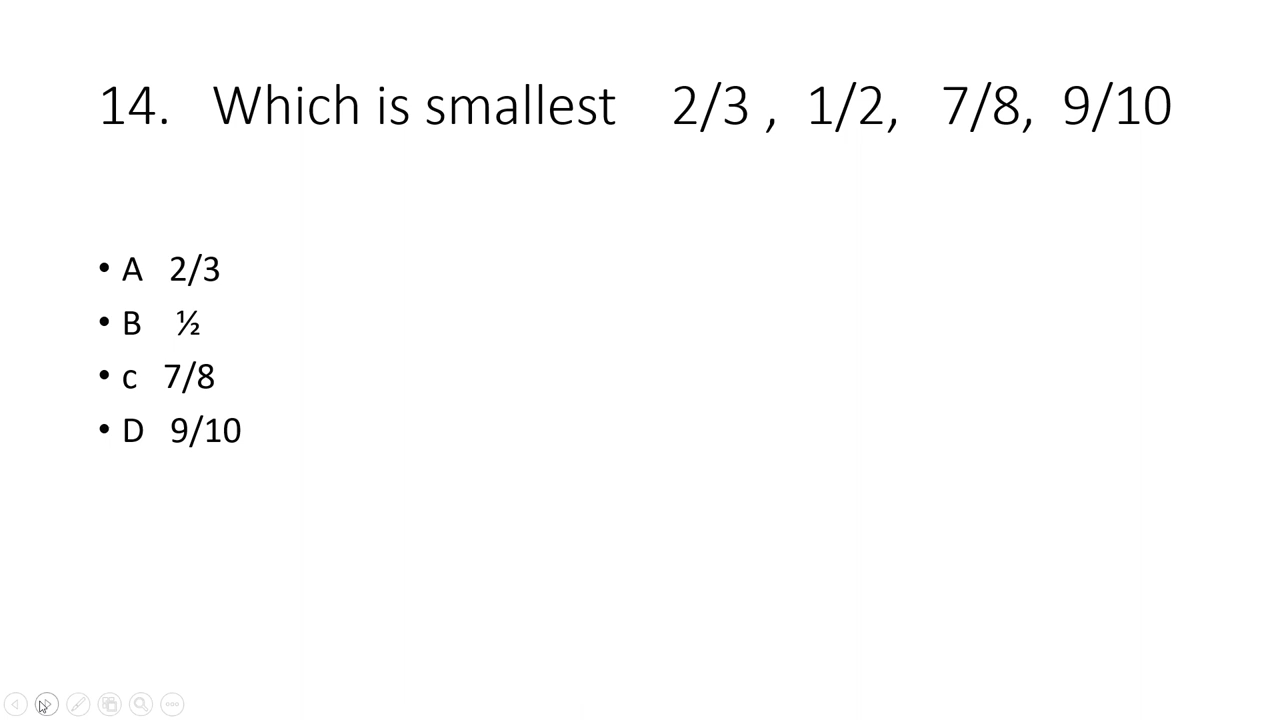 14. Which is smallest 2/3 , 1/2, 7/8, 9/10
• A 2/3
• B ½
• c 7/8
• D 9/10